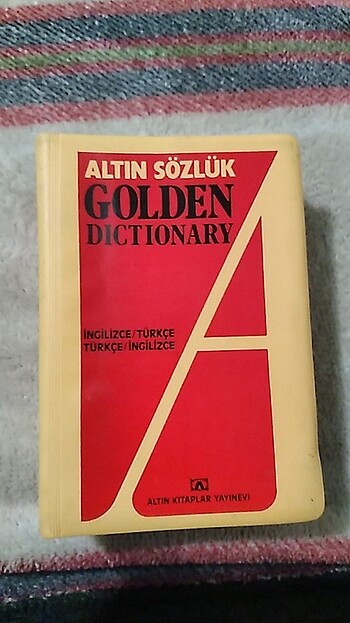 ALTIN SÖZLÜK
GOLDEN
DICTIONARY
İNGİLİZCE/TÜRKÇE
TÜRKÇE/İNGİLİZCE
ALTIN KİTAPLAR YAYINEVİ